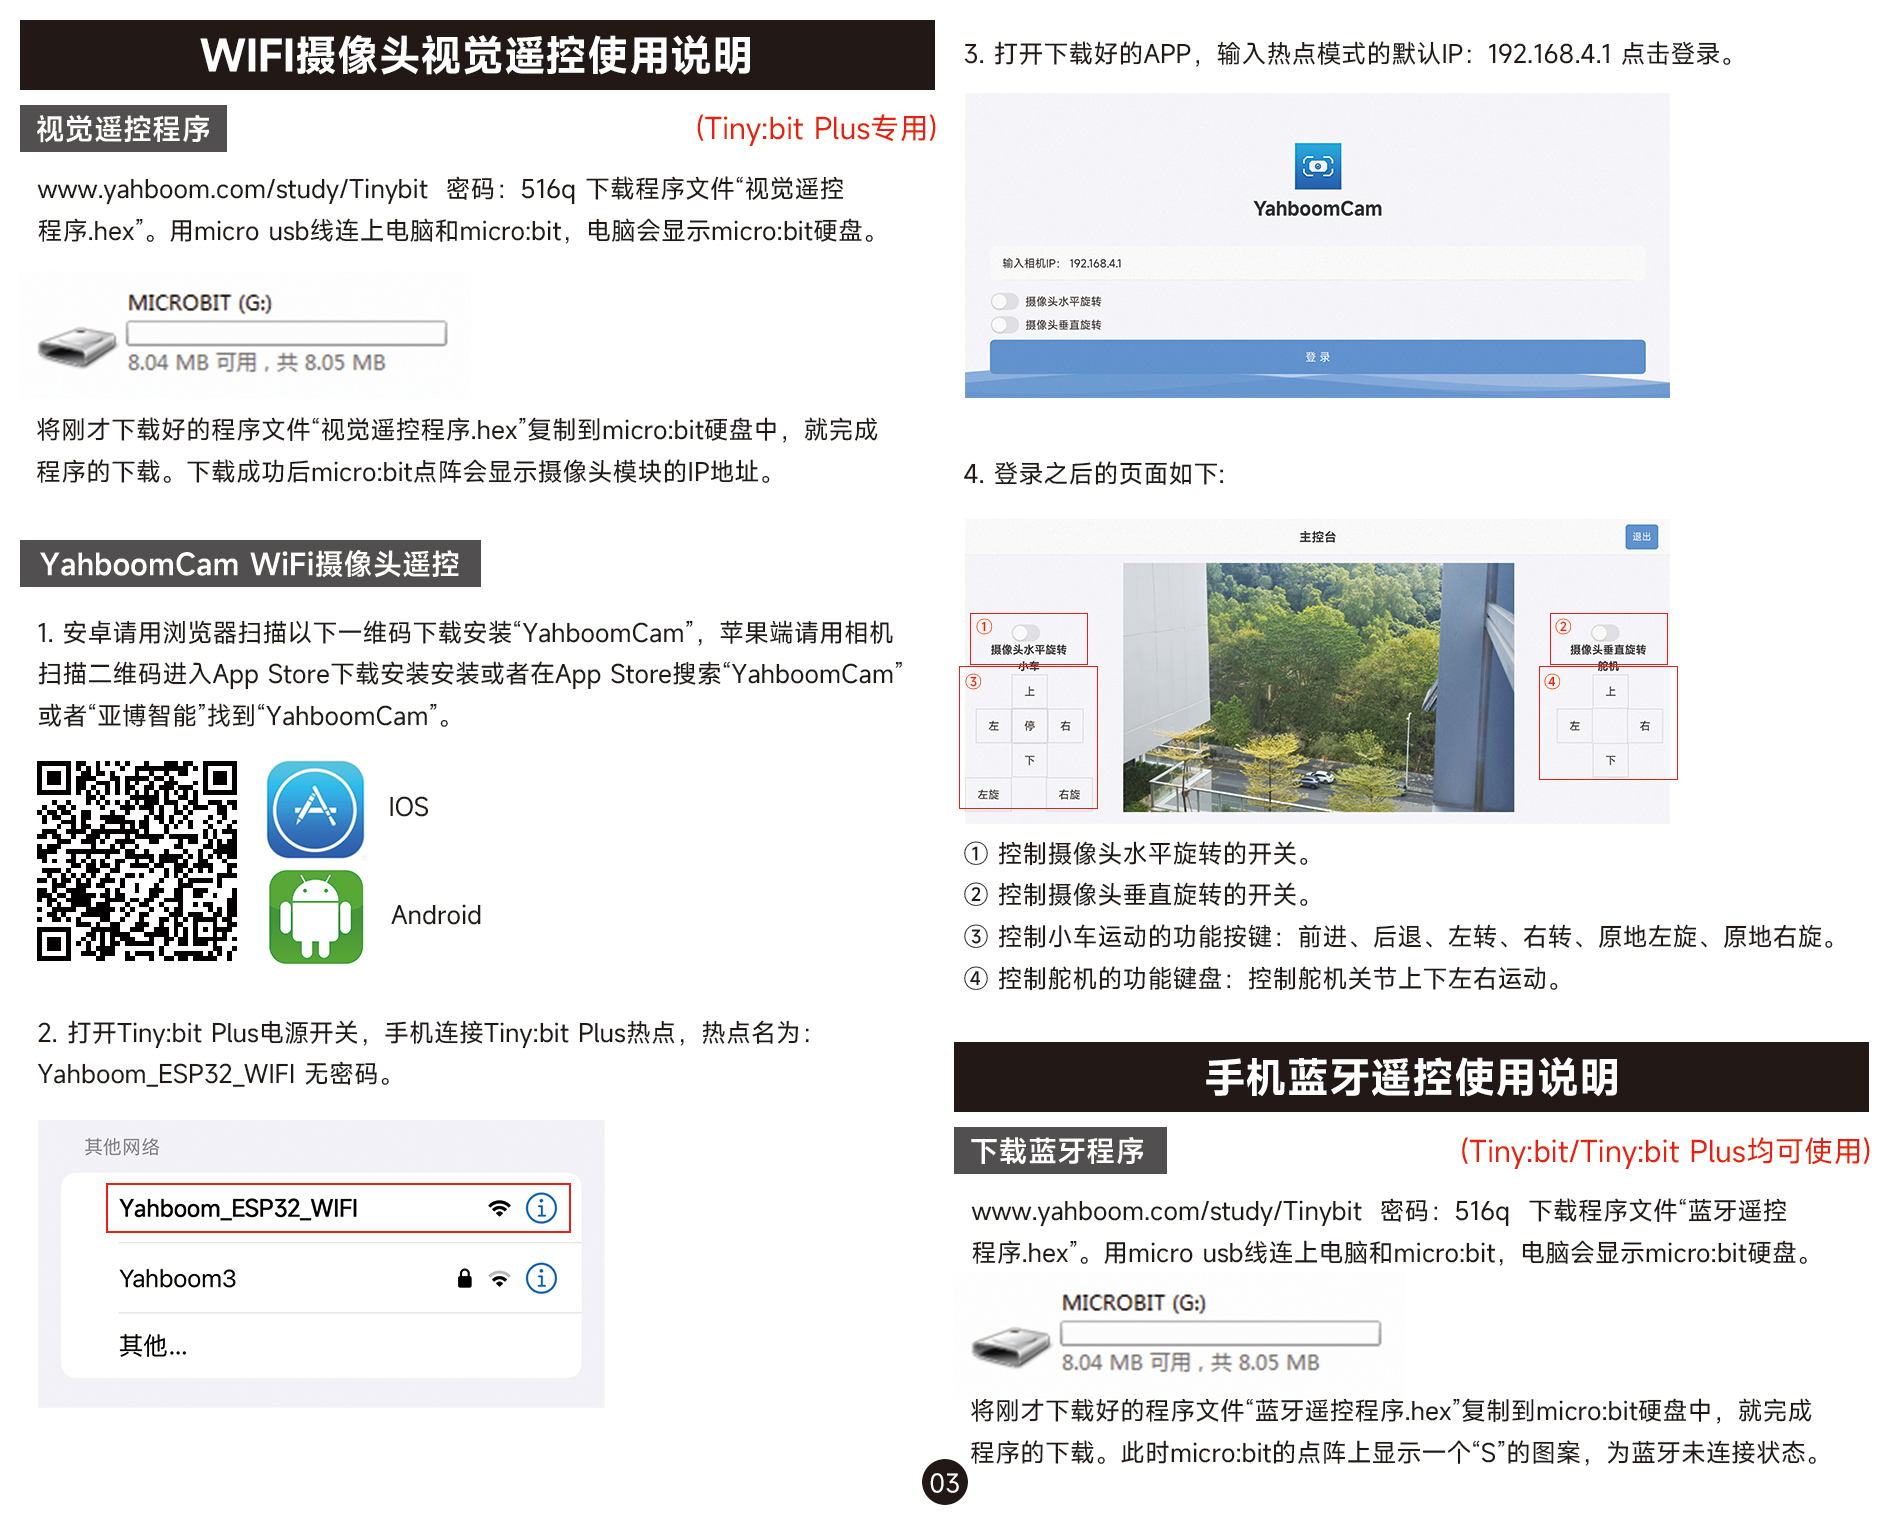 WIFI摄像头视觉遥控使用说明
视觉遥控程序
(Tiny:bit Plus专用)
www.yahboom.com/study/Tinybit 密码：516q 下载程序文件“视觉遥控
程序.hex”。用micro usb线连上电脑和micro:bit，电脑会显示micro:bit硬盘。
MICROBIT (G:)
8.04 MB 可用，共 8.05 MB
将刚才下载好的程序文件“视觉遥控程序.hex”复制到micro:bit硬盘中，就完成
程序的下载。下载成功后micro:bit点阵会显示摄像头模块的IP地址。
YahboomCam WiFi摄像头遥控
1. 安卓请用浏览器扫描以下一维码下载安装“YahboomCam”，苹果端请用相机
扫描二维码进入App Store下载安装安装或者在App Store搜索“YahboomCam”
或者“亚博智能”找到“YahboomCam”。
IOS
Android
2. 打开Tiny:bit Plus电源开关，手机连接Tiny:bit Plus热点，热点名为：
Yahboom_ESP32_WIFI 无密码。
其他网络
Yahboom_ESP32_WIFI
Yahboom3
其他...
3. 打开下载好的APP，输入热点模式的默认IP：192.168.4.1 点击登录。
YahboomCam
输入相机IP： 192.168.4.1
摄像头水平旋转
摄像头垂直旋转
登 录
4. 登录之后的页面如下:
主控台
退出
①
摄像头水平旋转
小车
③
上
左 停 右
下
左旋 右旋
②
摄像头垂直旋转
舵机
④
上
左 右
下
① 控制摄像头水平旋转的开关。
② 控制摄像头垂直旋转的开关。
③ 控制小车运动的功能按键：前进、后退、左转、右转、原地左旋、原地右旋。
④ 控制舵机的功能键盘：控制舵机关节上下左右运动。
手机蓝牙遥控使用说明
下载蓝牙程序
(Tiny:bit/Tiny:bit Plus均可使用)
www.yahboom.com/study/Tinybit 密码：516q 下载程序文件“蓝牙遥控
程序.hex”。用micro usb线连上电脑和micro:bit，电脑会显示micro:bit硬盘。
MICROBIT (G:)
8.04 MB 可用，共 8.05 MB
将刚才下载好的程序文件“蓝牙遥控程序.hex”复制到micro:bit硬盘中，就完成
程序的下载。此时micro:bit的点阵上显示一个“S”的图案，为蓝牙未连接状态。
03